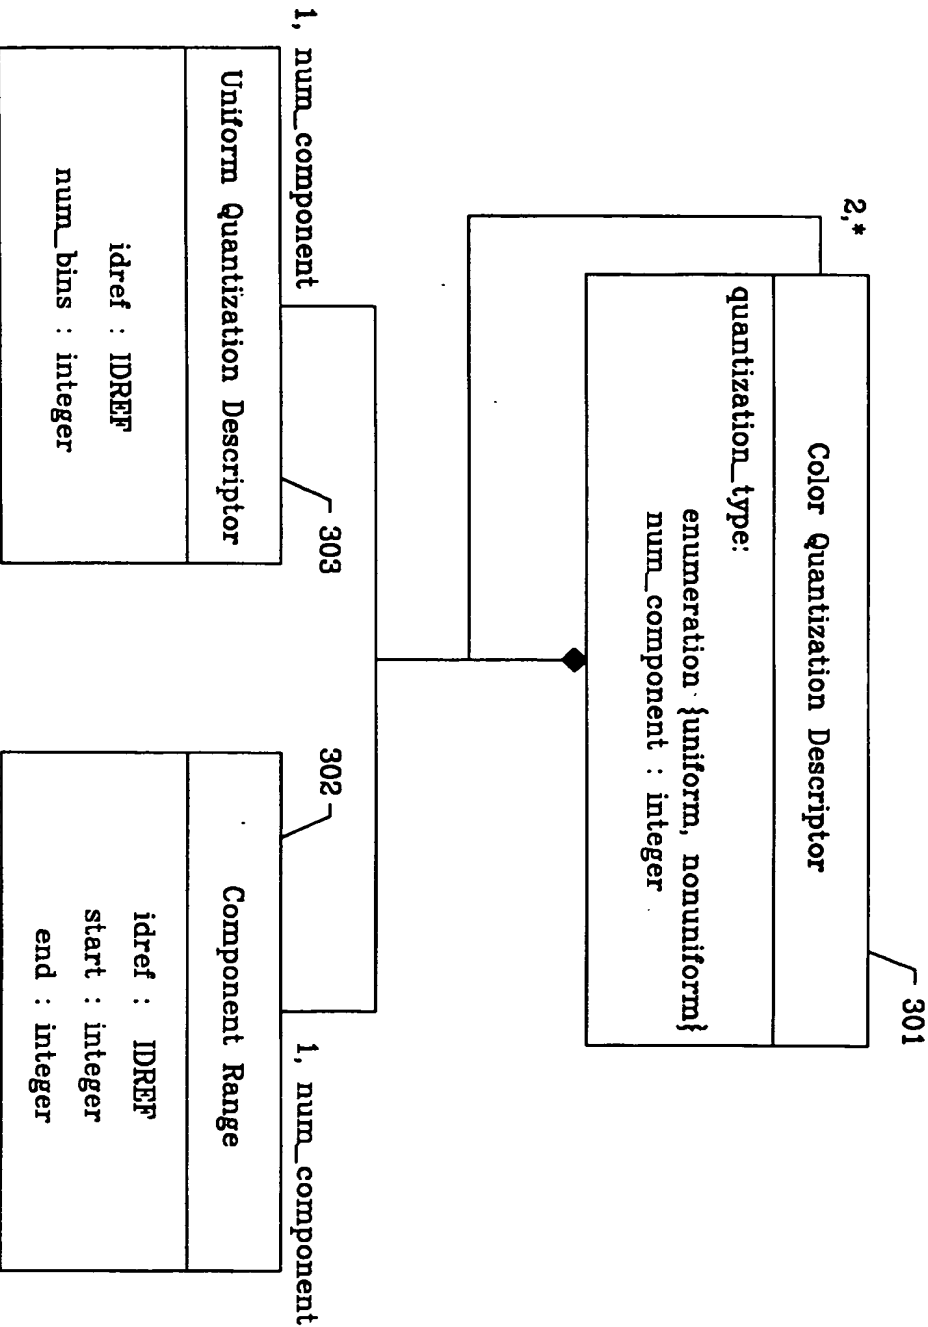 301
2,*
Color Quantization Descriptor
quantization_type:
enumeration {uniform, nonuniform}
num_component : integer
1, num_component
303
Uniform Quantization Descriptor
idref : IDREF
num_bins : integer
302
1, num_component
Component Range
idref : IDREF
start : integer
end : integer